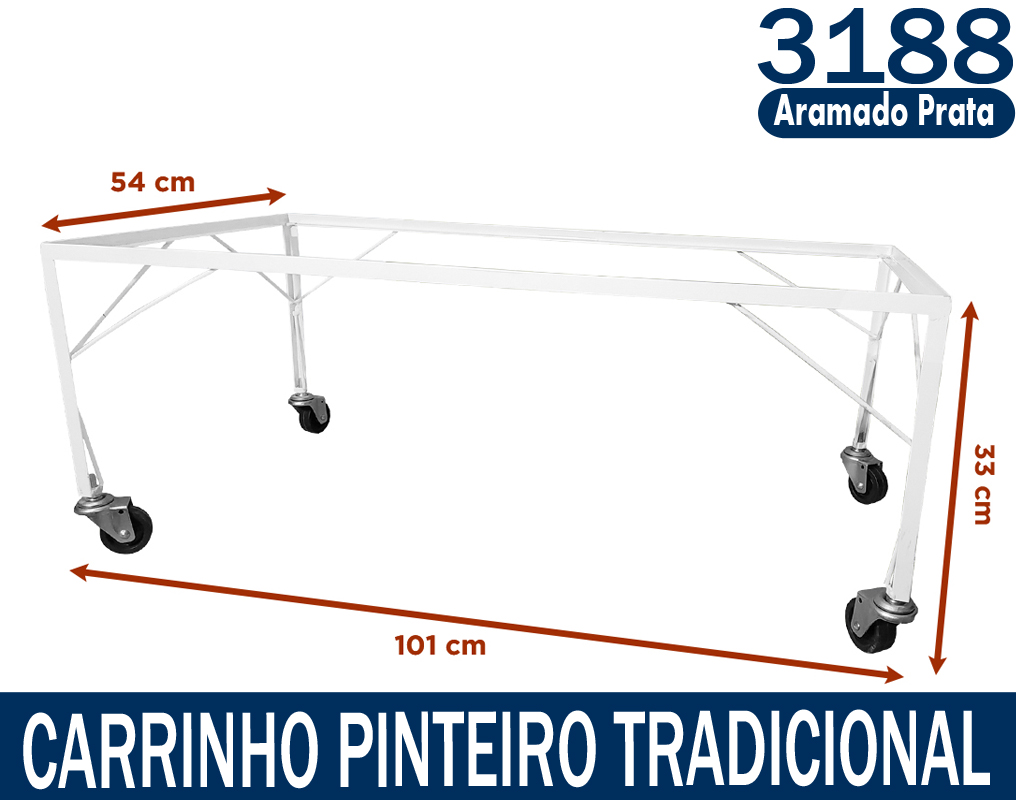 3188
Aramado Prata
54 cm
33 cm
101 cm
CARRINHO PINTEIRO TRADICIONAL